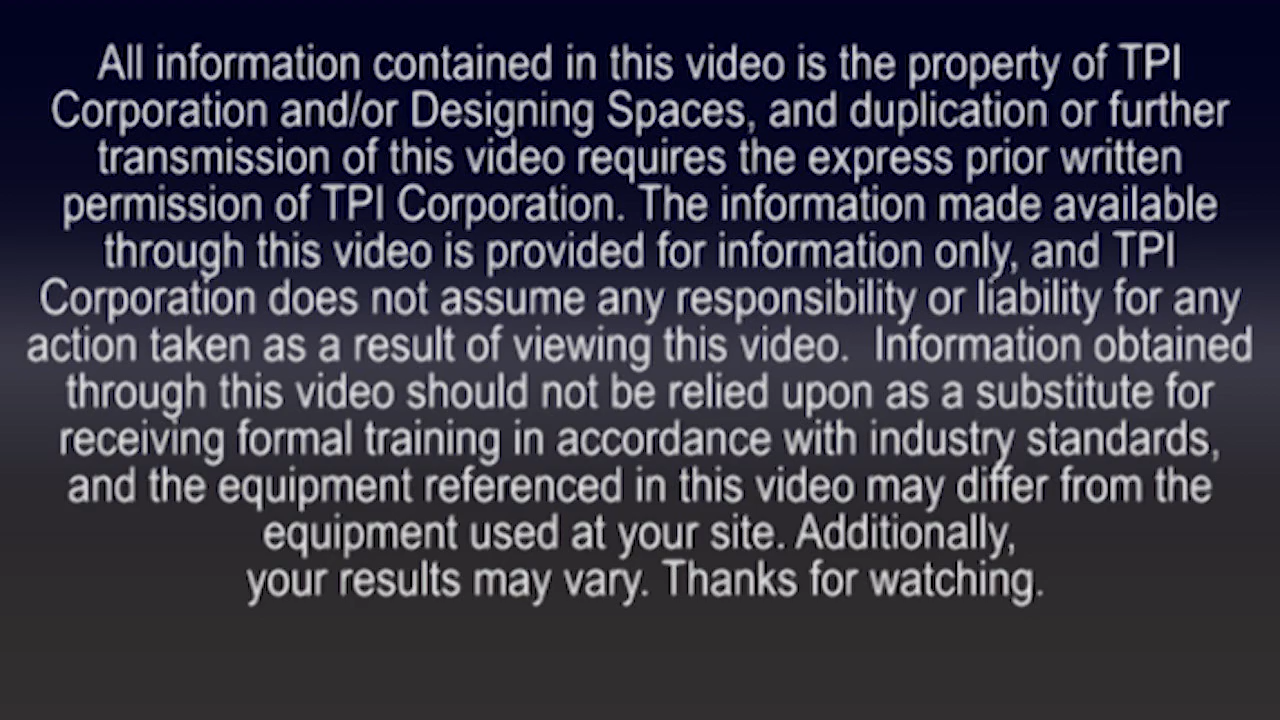 All information contained in this video is the property of TPI
Corporation and/or Designing Spaces, and duplication or further
transmission of this video requires the express prior written
permission of TPI Corporation. The information made available
through this video is provided for information only, and TPI
Corporation does not assume any responsibility or liability for any
action taken as a result of viewing this video.  Information obtained
through this video should not be relied upon as a substitute for
receiving formal training in accordance with industry standards,
and the equipment referenced in this video may differ from the
equipment used at your site. Additionally,
your results may vary. Thanks for watching.